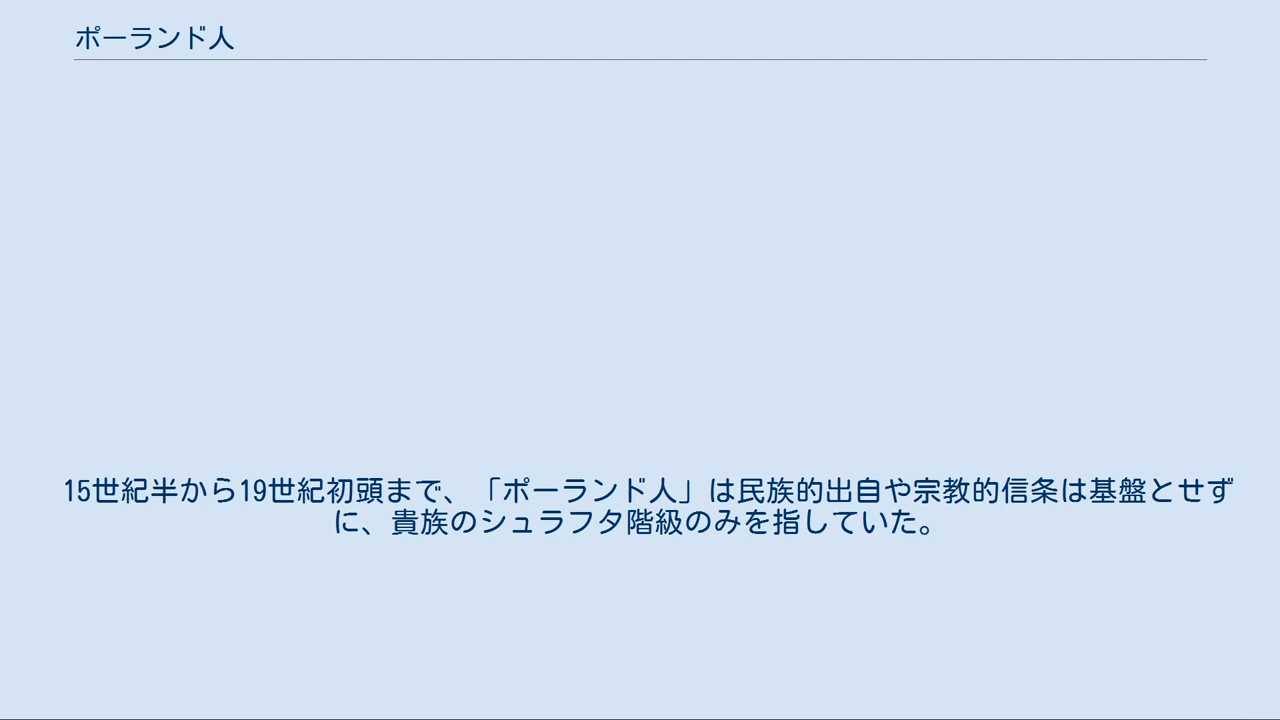 ポーランド人
15世紀半から19世紀初頭まで、「ポーランド人」は民族的出自や宗教的信条は基盤とせず
に、貴族のシュラフタ階級のみを指していた。